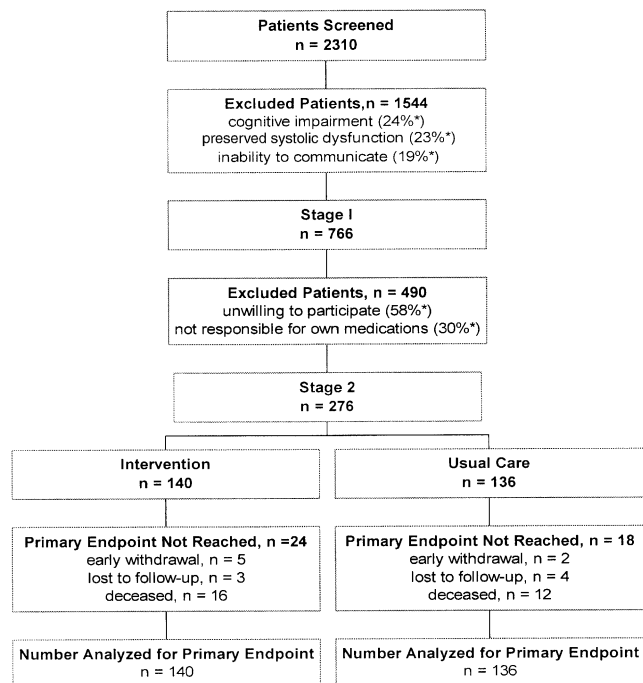 Patients Screened
n = 2310
Excluded Patients,n = 1544
cognitive impairment (24%*)
preserved systolic dysfunction (23%*)
inability to communicate (19%*)
Stage I
n = 766
Excluded Patients, n = 490
unwilling to participate (58%*)
not responsible for own medications (30%*)
Stage 2
n = 276
Intervention
n = 140
Usual Care
n = 136
Primary Endpoint Not Reached, n =24
early withdrawal, n = 5
lost to follow-up, n = 3
deceased, n = 16
Primary Endpoint Not Reached, n = 18
early withdrawal, n = 2
lost to follow-up, n = 4
deceased, n = 12
Number Analyzed for Primary Endpoint
n = 140
Number Analyzed for Primary Endpoint
n = 136